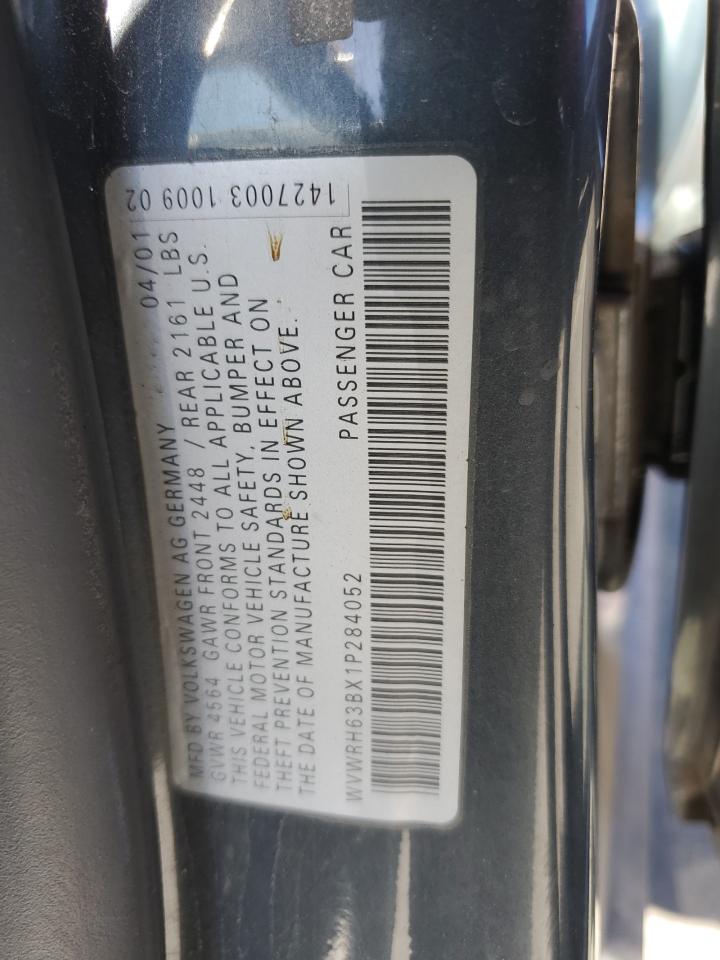 MFD BY VOLKSWAGEN AG GERMANY 04/01
GVWR 4564 GAWR FRONT 2448 / REAR 2161 LBS
THIS VEHICLE CONFORMS TO ALL APPLICABLE U.S.
FEDERAL MOTOR VEHICLE SAFETY, BUMPER AND
THEFT PREVENTION STANDARDS IN EFFECT ON
THE DATE OF MANUFACTURE SHOWN ABOVE.
WVWRH63BX1P284052 PASSENGER CAR
1427003 1009 02